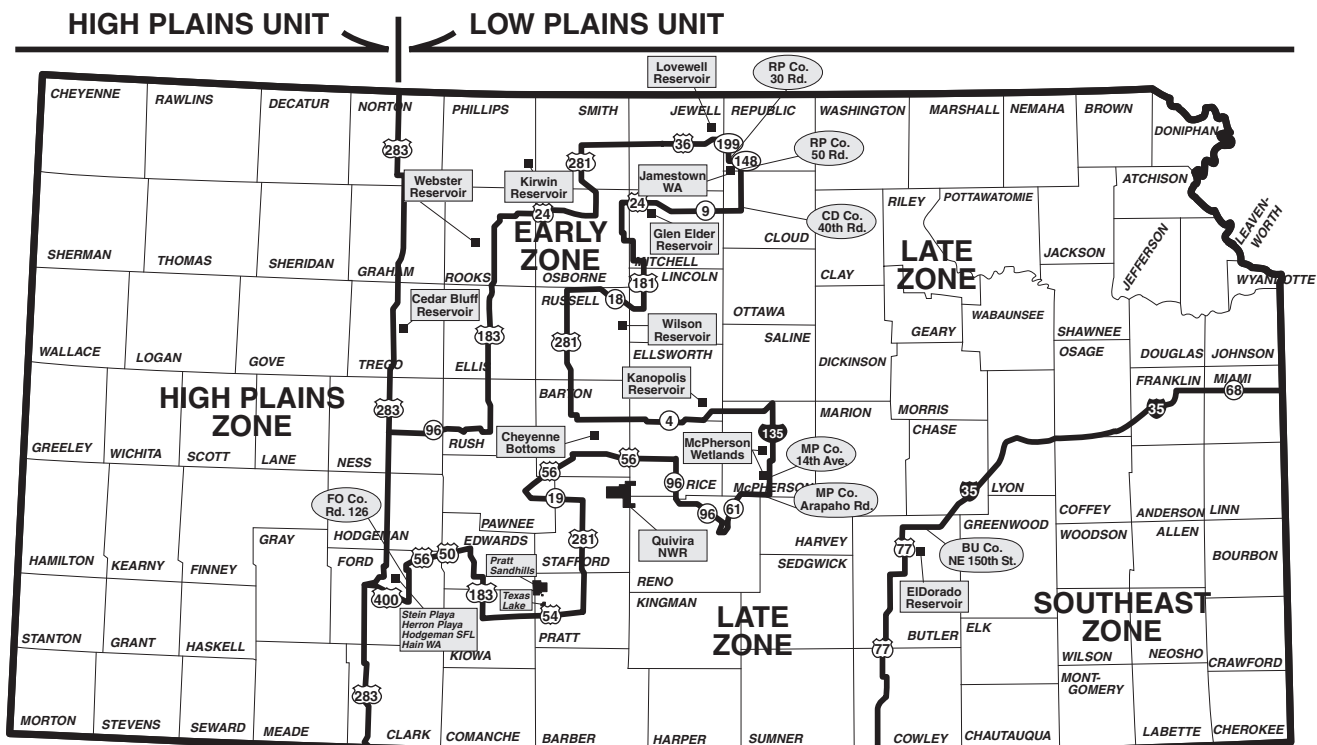 HIGH PLAINS UNIT
LOW PLAINS UNIT
Lovewell
Reservoir
RP Co.
30 Rd.
CHEYENNE
RAWLINS
DECATUR
NORTON
PHILLIPS
SMITH
JEWELL
REPUBLIC
WASHINGTON
MARSHALL
NEMAHA
BROWN
DONIPHAN
283
281
36
199
148
RP Co.
50 Rd.
Webster
Reservoir
Kirwin
Reservoir
Jamestown
WA
ATCHISON
24
24
9
CD Co.
40th Rd.
RILEY
POTTAWATOMIE
LEAVEN-
WORTH
EARLY
ZONE
Glen Elder
Reservoir
CLOUD
LATE
ZONE
JACKSON
JEFFERSON
SHERMAN
THOMAS
SHERIDAN
GRAHAM
ROOKS
OSBORNE
MITCHELL
LINCOLN
CLAY
WYANDOTTE
181
18
Cedar Bluff
Reservoir
RUSSELL
OTTAWA
WABAUNSEE
183
281
Wilson
Reservoir
SALINE
GEARY
SHAWNEE
WALLACE
LOGAN
GOVE
TREGO
ELLIS
ELLSWORTH
DICKINSON
OSAGE
DOUGLAS
JOHNSON
HIGH PLAINS
ZONE
Kanopolis
Reservoir
BARTON
FRANKLIN
MIAMI
68
283
96
4
135
35
MARION
MORRIS
CHASE
GREELEY
WICHITA
SCOTT
LANE
NESS
RUSH
Cheyenne
Bottoms
McPherson
Wetlands
MP Co.
14th Ave.
56
56
96
RICE
McPHERSON
MP Co.
Arapaho Rd.
35
LYON
FO Co.
Rd. 126
19
96
61
COFFEY
ANDERSON
LINN
PAWNEE
GREENWOOD
WOODSON
ALLEN
HODGEMAN
EDWARDS
281
Quivira
NWR
HARVEY
77
BU Co.
NE 150th St.
BOURBON
HAMILTON
KEARNY
FINNEY
GRAY
FORD
56
50
STAFFORD
SEDGWICK
Pratt
Sandhills
RENO
ElDorado
Reservoir
400
183
Texas
Lake
54
KINGMAN
SOUTHEAST
ZONE
Stein Playa
Herron Playa
Hodgeman SFL
Hain WA
LATE
ZONE
STANTON
GRANT
HASKELL
PRATT
BUTLER
ELK
77
KIOWA
WILSON
NEOSHO
CRAWFORD
MONT-
GOMERY
283
MORTON
STEVENS
SEWARD
MEADE
CLARK
COMANCHE
BARBER
HARPER
SUMNER
COWLEY
CHAUTAUQUA
LABETTE
CHEROKEE